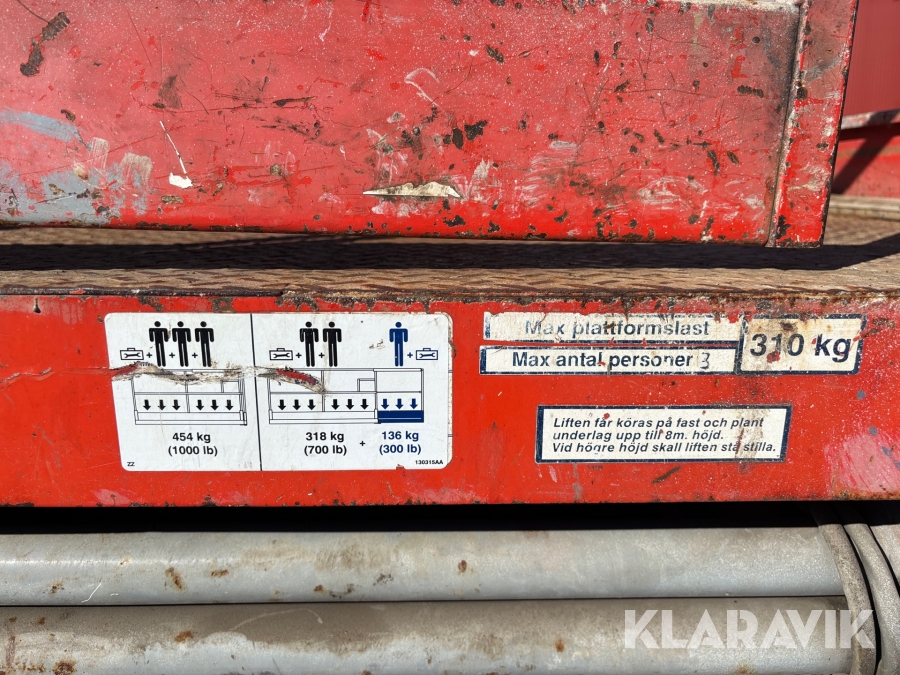 454 kg
(1000 lb)
318 kg
(700 lb)
+
136 kg
(300 lb)
ZZ
130315AA
Max plattformslast
Max antal personer 3
310 kg
Liften får köras på fast och plant
underlag upp till 8m. höjd.
Vid högre höjd skall liften stå stilla.
KLARAVIK